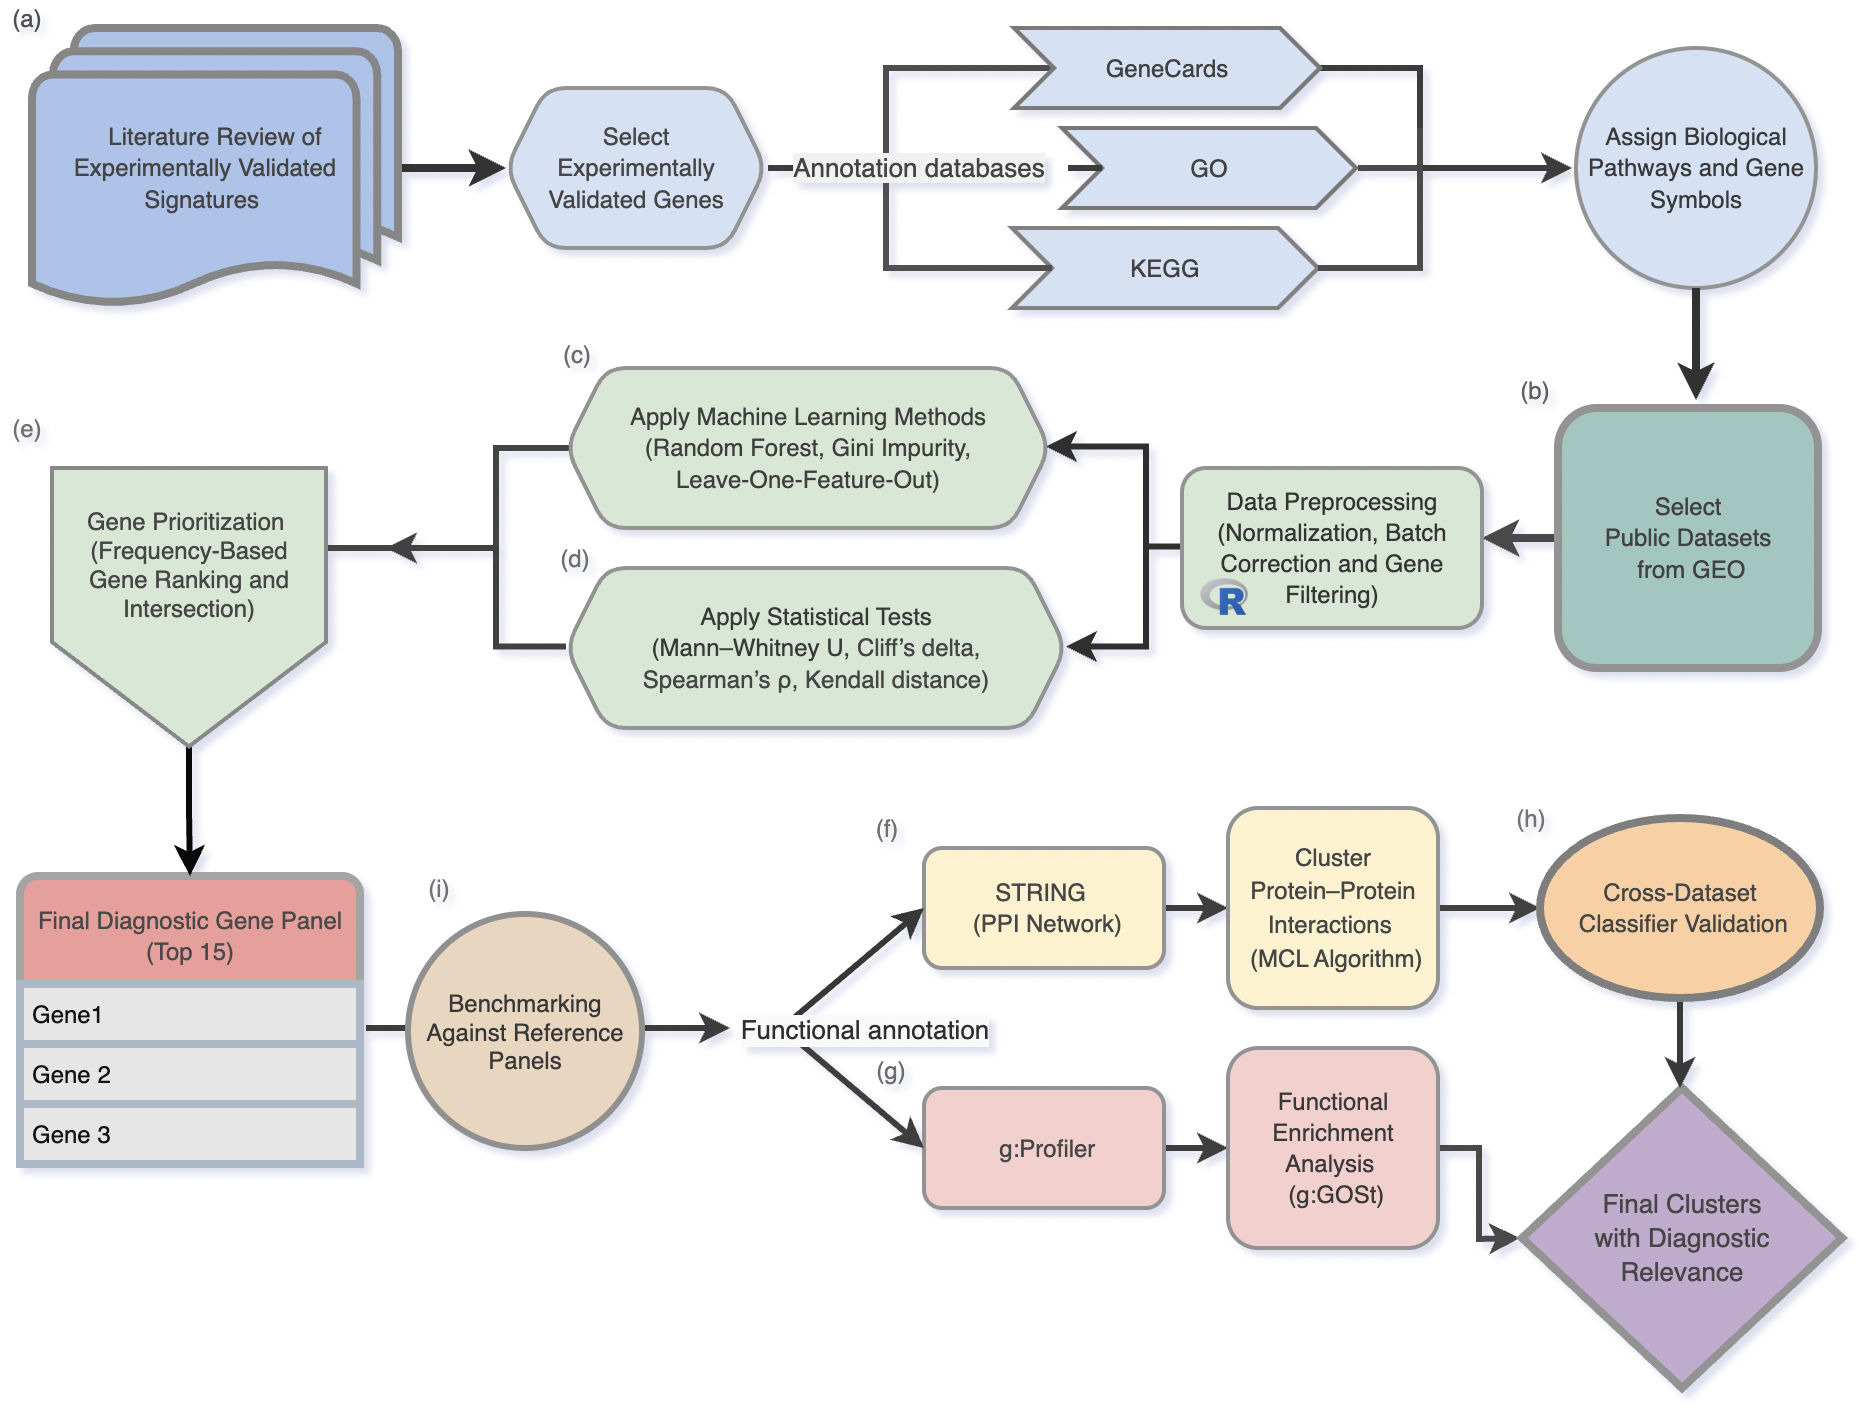 (a)
Literature Review of
Experimentally Validated
Signatures
Select
Experimentally
Validated Genes
Annotation databases
GeneCards
GO
KEGG
Assign Biological
Pathways and Gene
Symbols
(b)
Select
Public Datasets
from GEO
Data Preprocessing
(Normalization, Batch
Correction and Gene
Filtering)
R
(c)
Apply Machine Learning Methods
(Random Forest, Gini Impurity,
Leave-One-Feature-Out)
(d)
Apply Statistical Tests
(Mann–Whitney U, Cliff’s delta,
Spearman’s ρ, Kendall distance)
(e)
Gene Prioritization
(Frequency-Based
Gene Ranking and
Intersection)
Final Diagnostic Gene Panel
(Top 15)
Gene1
Gene 2
Gene 3
(i)
Benchmarking
Against Reference
Panels
Functional annotation
(f)
STRING
(PPI Network)
Cluster
Protein–Protein
Interactions
(MCL Algorithm)
(g)
g:Profiler
Functional
Enrichment
Analysis
(g:GOSt)
(h)
Cross-Dataset
Classifier Validation
Final Clusters
with Diagnostic
Relevance